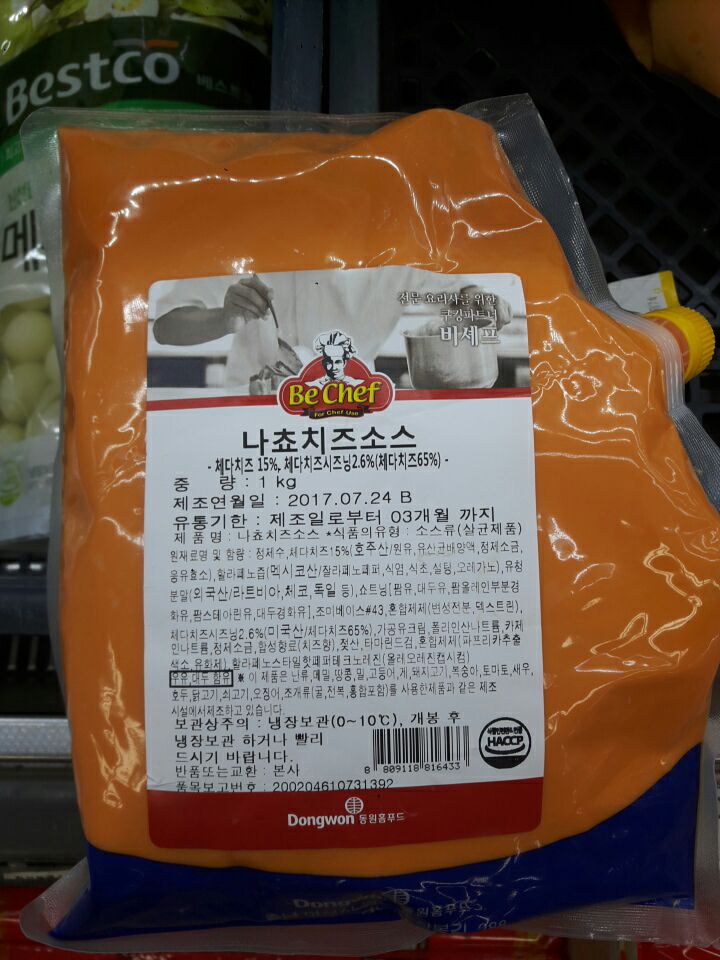 Bestco
베스트
메
전문 요리사를 위한
쿠킹파트너
비셰프
Be Chef
For Chef Use
나쵸치즈소스
- 체다치즈 15%, 체다치즈시즈닝2.6%(체다치즈65%) -
중 량 : 1 kg
제조연월일 : 2017.07.24 B
유통기한 : 제조일로부터 03개월 까지
제 품 명 : 나쵸치즈소스 *식품의유형 : 소스류(살균제품)
원재료명 및 함량 : 정제수,체다치즈15%(호주산/원유,유산균배양액,정제소금,
응유효소),할라피노즙(멕시코산/할라피노페퍼,식염,식초,설탕,오레가노),유청
분말(외국산/라트비아,체코,독일 등),쇼트닝[팜유,대두유,팜올레인부분경
화유,팜스테아린유,대두경화유],조미베이스#43,혼합제제(변성전분,덱스트린),
체다치즈시즈닝2.6%(미국산/체다치즈65%),가공유크림,폴리인산나트륨,카제
인나트륨,정제소금,합성향료(치즈향),젖산,타마린드검,혼합제제(파프리카추출
색소,유화제),할라페노스타일핫페퍼테크노레진(올레오레진캡시컴)
우유,대두 함유 * 이 제품은 난류,메밀,땅콩,밀,고등어,게,돼지고기,복숭아,토마토,새우,
호두,닭고기,쇠고기,오징어,조개류(굴,전복,홍합포함)를 사용한제품과 같은 제조
시설에서제조하고 있습니다.
보관상주의 : 냉장보관(0~10℃), 개봉 후
냉장보관 하거나 빨리
드시기 바랍니다.
반품또는교환 : 본사
품목보고번호 : 200204610731392
8 809118 816433
HACCP
Dongwon 동원홈푸드
Dongwon 동원홈푸드